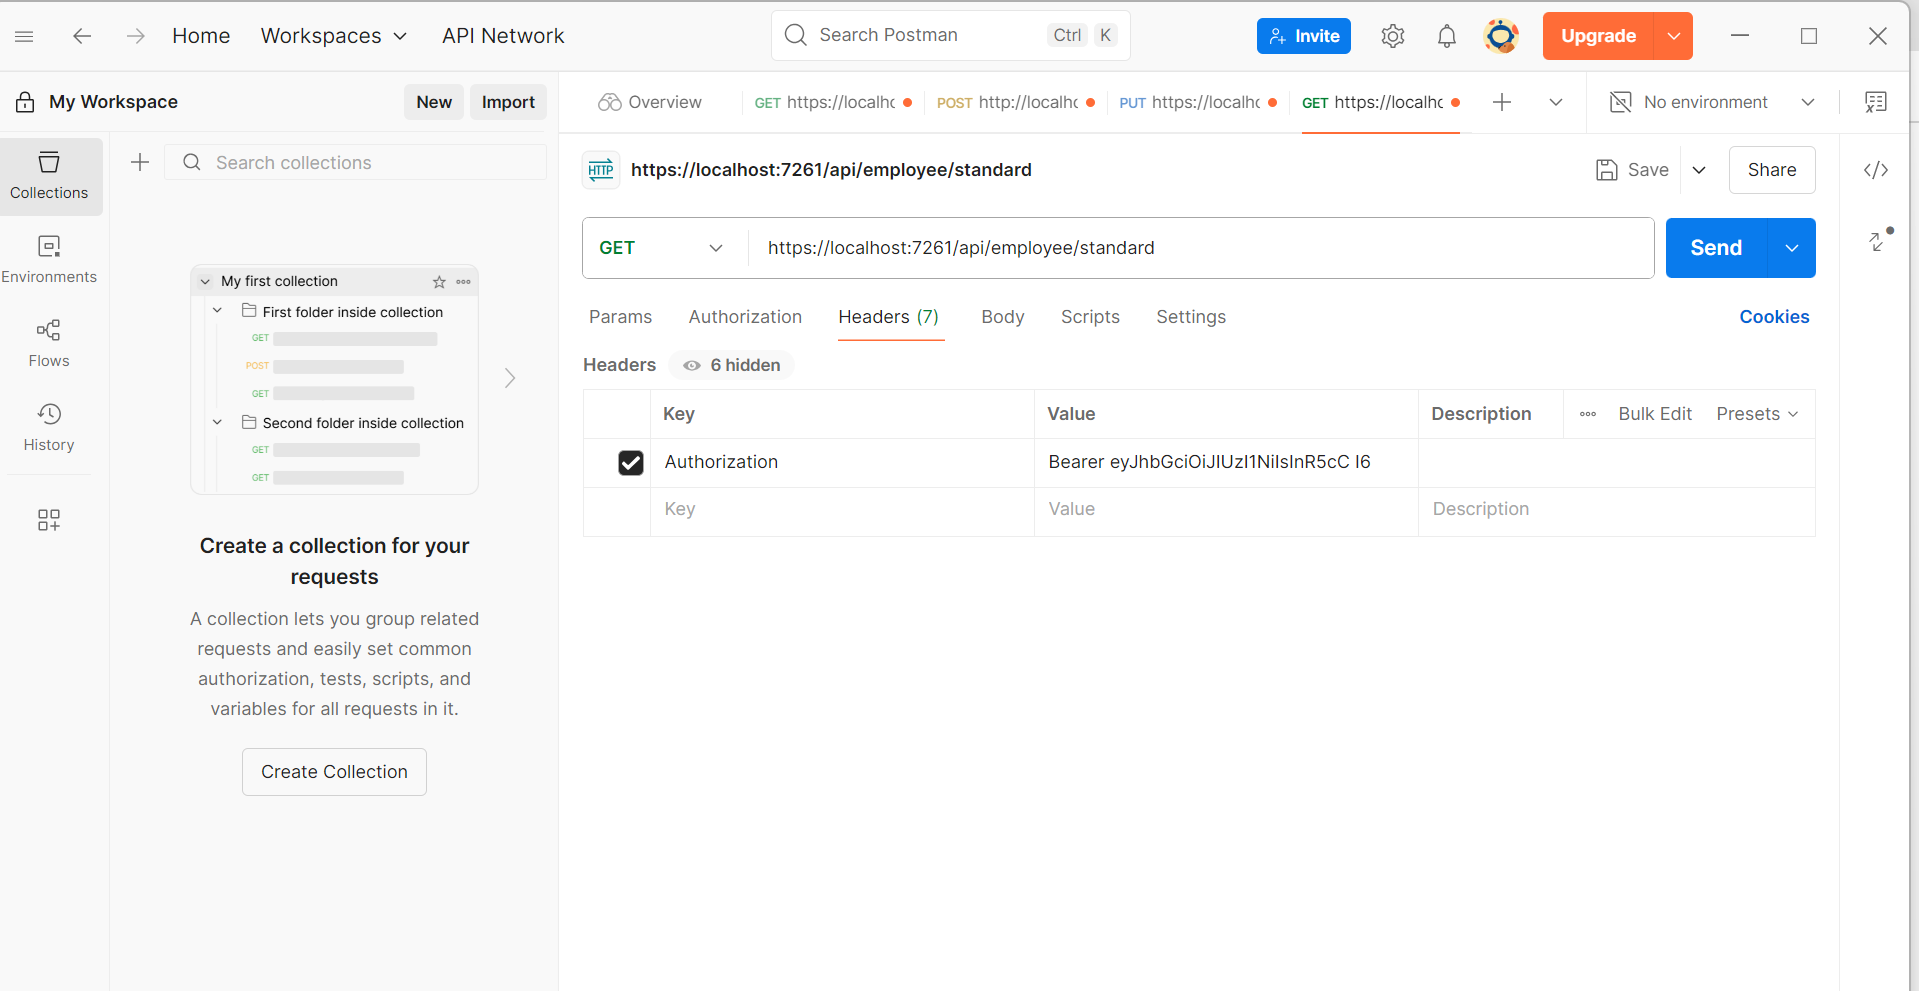 Home Workspaces API Network Search Postman Ctrl K Invite Upgrade
My Workspace New Import
Overview GET https://localhc POST http://localhc PUT https://localhc GET https://localhc No environment
Collections
Environments
Flows
History
Search collections
My first collection
First folder inside collection
GET
POST
GET
Second folder inside collection
GET
GET
Create a collection for your
requests
A collection lets you group related
requests and easily set common
authorization, tests, scripts, and
variables for all requests in it.
Create Collection
HTTP https://localhost:7261/api/employee/standard Save Share
GET https://localhost:7261/api/employee/standard Send
Params Authorization Headers (7) Body Scripts Settings Cookies
Headers 6 hidden
Key Value Description Bulk Edit Presets
Authorization Bearer eyJhbGciOiJIUzI1NiIsInR5cC I6
Key Value Description